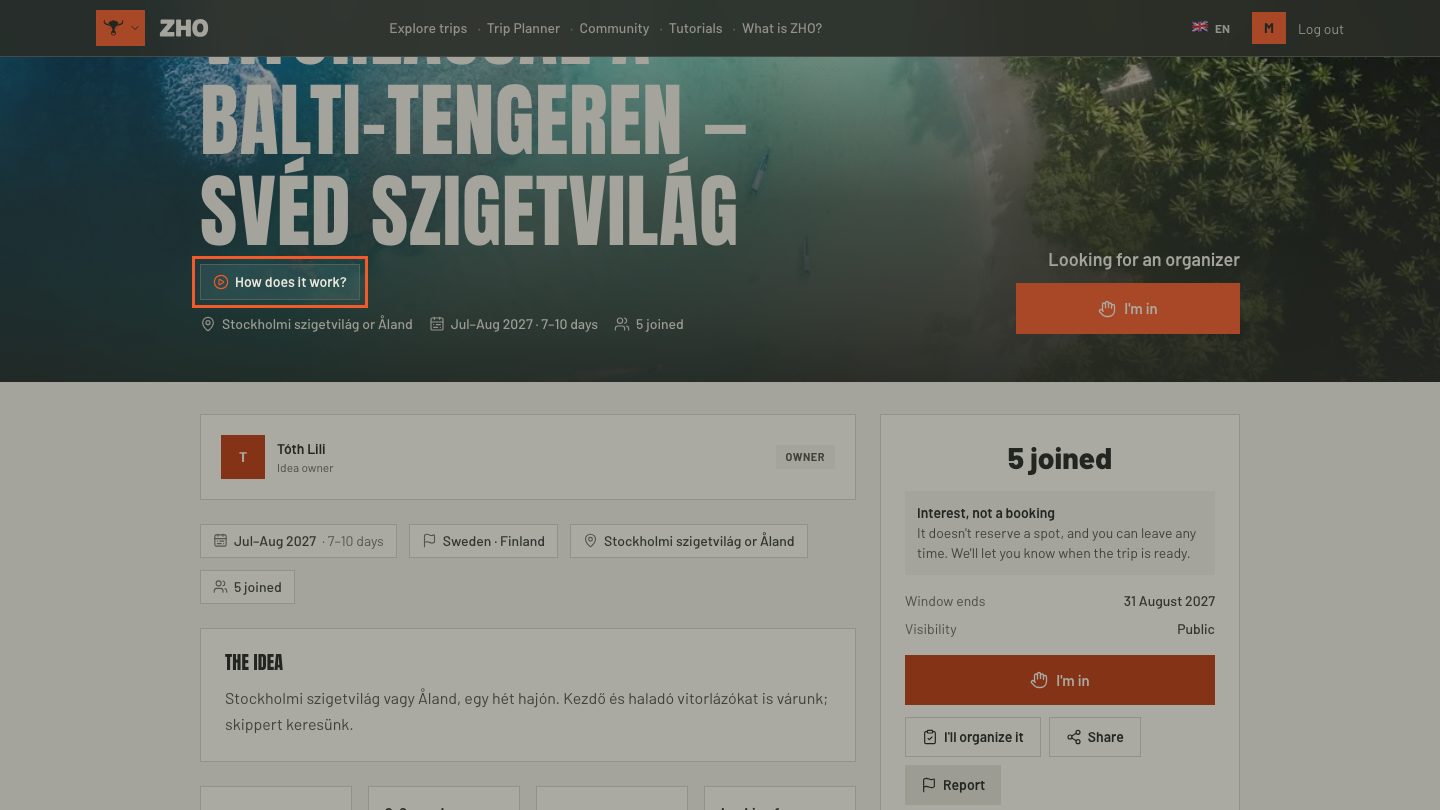 ZHO
Explore trips · Trip Planner · Community · Tutorials · What is ZHO?
EN
M
Log out
BALTI-TENGEREN –
SVÉD SZIGETVILÁG
How does it work?
Looking for an organizer
I'm in
Stockholmi szigetvilág or Åland
Jul–Aug 2027 · 7–10 days
5 joined
T
Tóth Lili
Idea owner
OWNER
Jul–Aug 2027 · 7–10 days
Sweden · Finland
Stockholmi szigetvilág or Åland
5 joined
THE IDEA
Stockholmi szigetvilág vagy Åland, egy hét hajón. Kezdő és haladó vitorlázókat is várunk;
skippert keresünk.
5 joined
Interest, not a booking
It doesn't reserve a spot, and you can leave any
time. We'll let you know when the trip is ready.
Window ends
31 August 2027
Visibility
Public
I'm in
I'll organize it
Share
Report